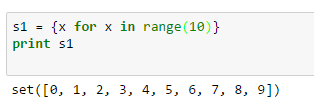 s1 = {x for x in range(10)}
print s1
set([0, 1, 2, 3, 4, 5, 6, 7, 8, 9])